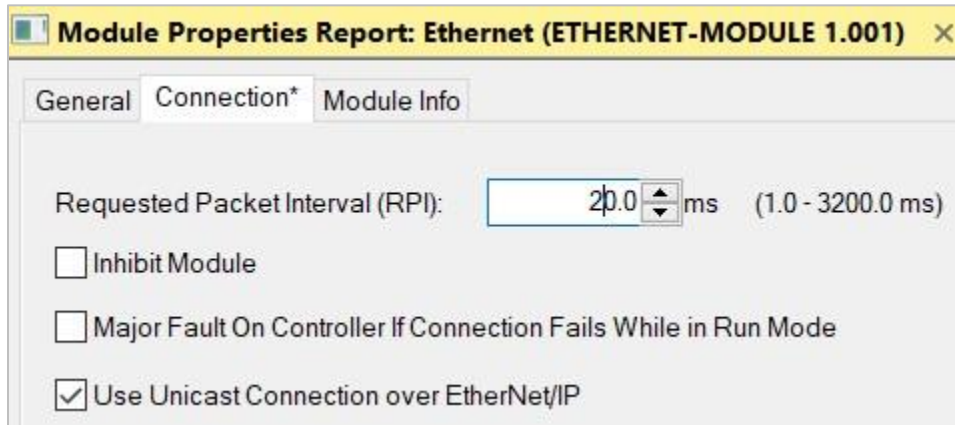 Module Properties Report: Ethernet (ETHERNET-MODULE 1.001)
General Connection* Module Info
Requested Packet Interval (RPI): 20.0 ms (1.0 - 3200.0 ms)
Inhibit Module
Major Fault On Controller If Connection Fails While in Run Mode
Use Unicast Connection over EtherNet/IP